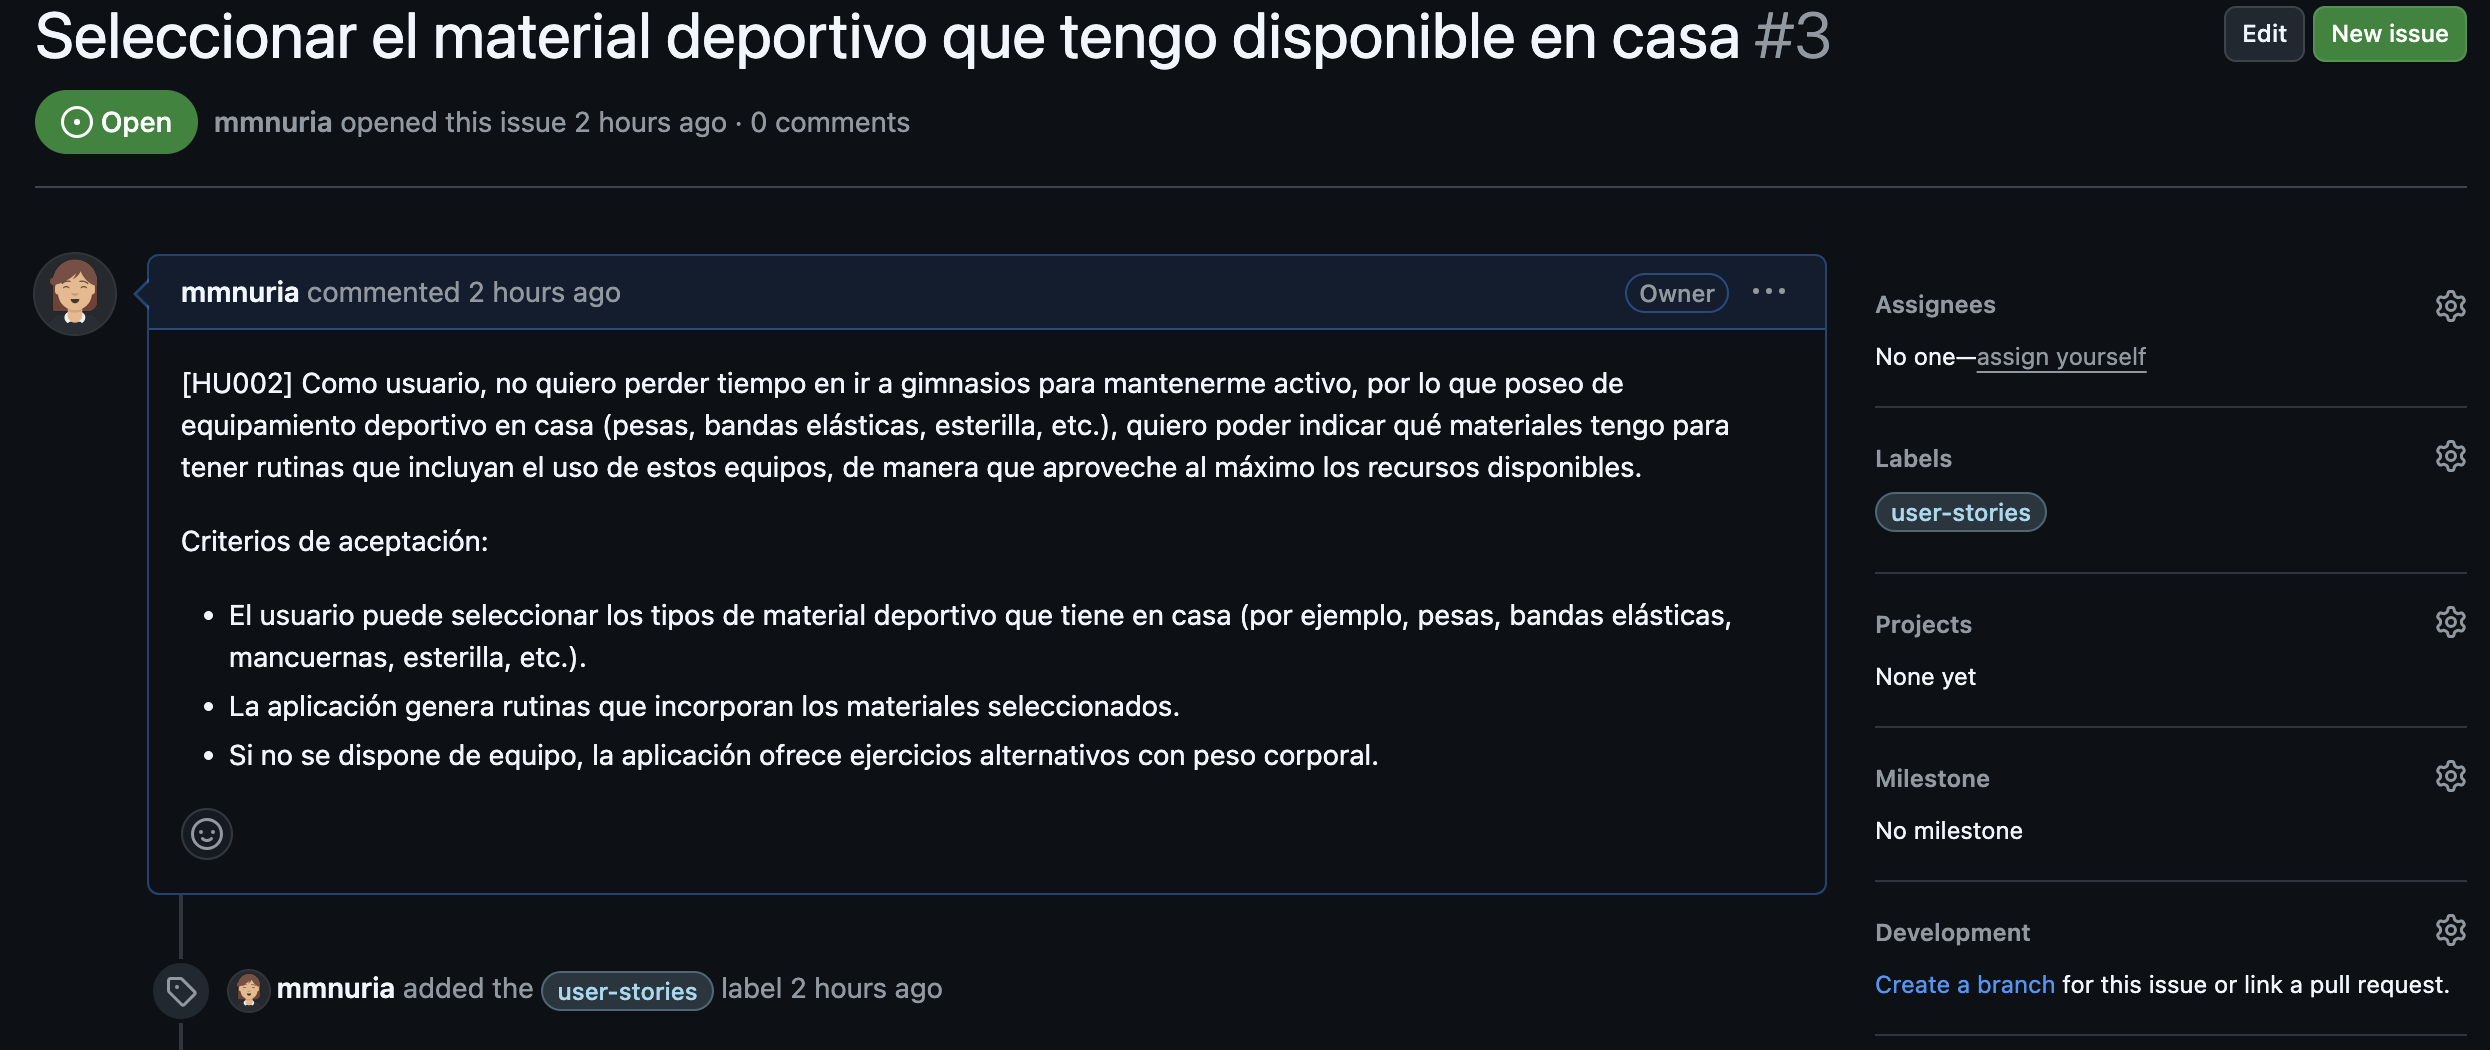 Seleccionar el material deportivo que tengo disponible en casa #3
Edit
New issue
Open
mmnuria opened this issue 2 hours ago · 0 comments
mmnuria commented 2 hours ago
Owner
[HU002] Como usuario, no quiero perder tiempo en ir a gimnasios para mantenerme activo, por lo que poseo de
equipamiento deportivo en casa (pesas, bandas elásticas, esterilla, etc.), quiero poder indicar qué materiales tengo para
tener rutinas que incluyan el uso de estos equipos, de manera que aproveche al máximo los recursos disponibles.
Criterios de aceptación:
• El usuario puede seleccionar los tipos de material deportivo que tiene en casa (por ejemplo, pesas, bandas elásticas,
mancuernas, esterilla, etc.).
• La aplicación genera rutinas que incorporan los materiales seleccionados.
• Si no se dispone de equipo, la aplicación ofrece ejercicios alternativos con peso corporal.
mmnuria added the user-stories label 2 hours ago
Assignees
No one—assign yourself
Labels
user-stories
Projects
None yet
Milestone
No milestone
Development
Create a branch for this issue or link a pull request.